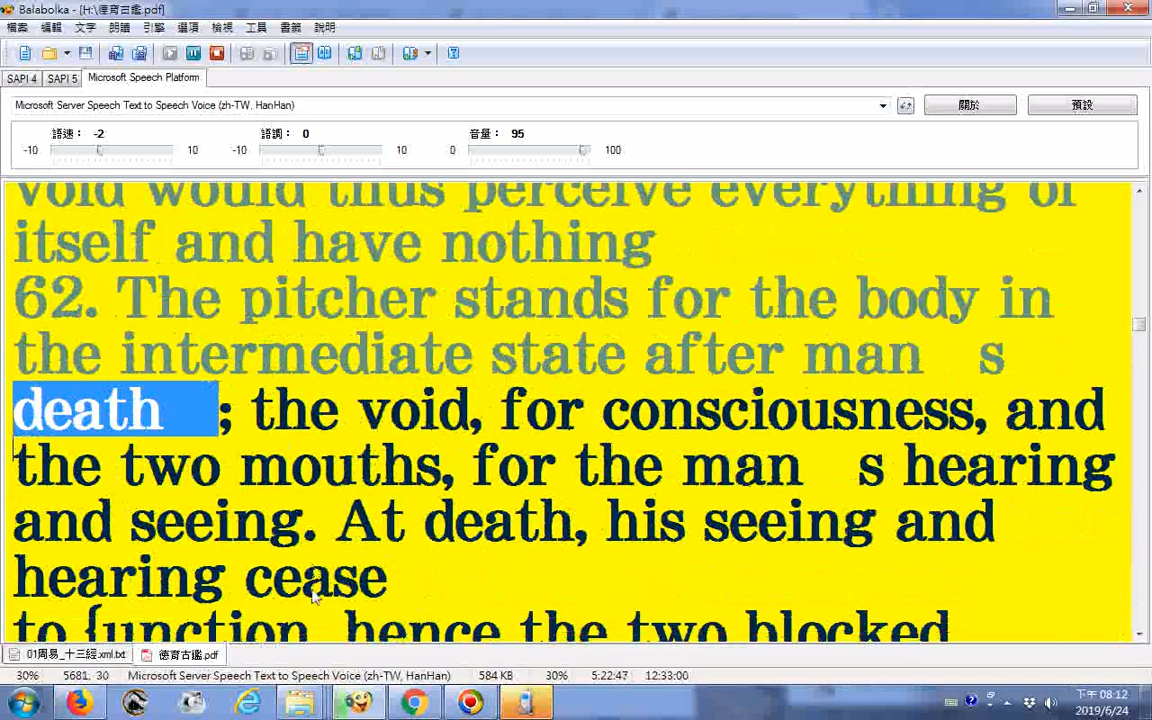 Balabolka - [H:\德育古鑑.pdf]
檔案 編輯 文字 朗讀 引擎 選項 檢視 工具 書籤 說明
SAPI 4 SAPI 5 Microsoft Speech Platform
Microsoft Server Speech Text to Speech Voice (zh-TW, HanHan)
關於
預設
語速： -2
語調： 0
音量： 95
-10 10 -10 10 0 100
void would thus perceive everything of
itself and have nothing
62. The pitcher stands for the body in
the intermediate state after man s
death ; the void, for consciousness, and
the two mouths, for the man s hearing
and seeing. At death, his seeing and
hearing cease
to {unction, hence the two blocked
01周易_十三經.xml.txt 德育古鑑.pdf
30% 5681, 30 Microsoft Server Speech Text to Speech Voice (zh-TW, HanHan) 584 KB 30% 5:22:47 12:33:00
下午 08:12
2019/6/24